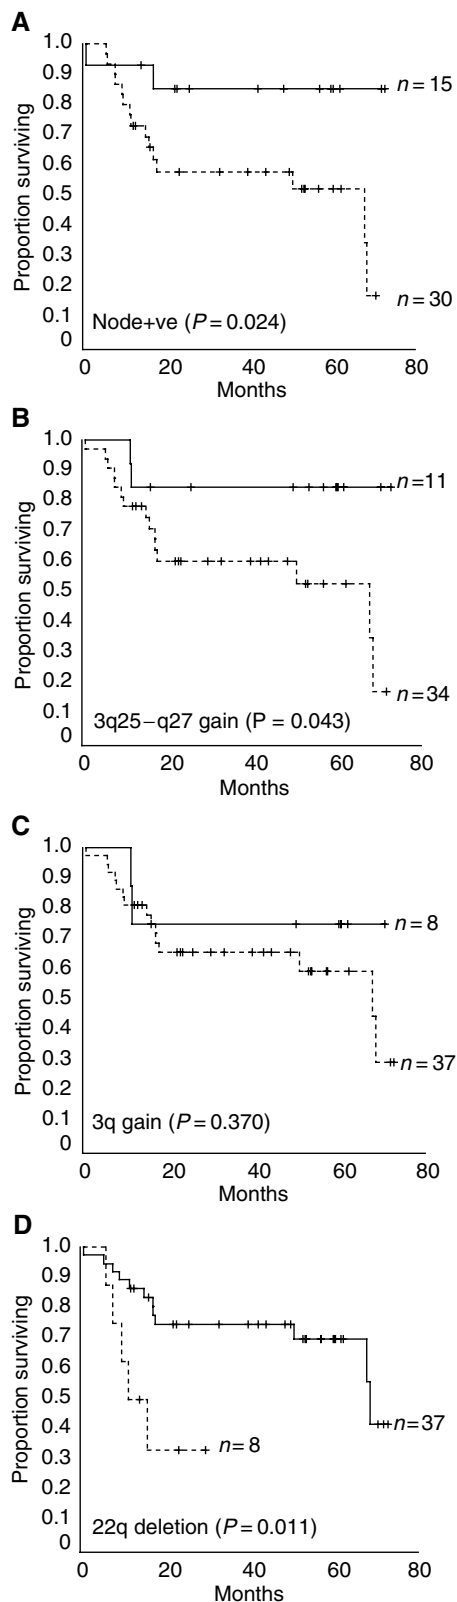 A
1.0
0.9
0.8
0.7
0.6
0.5
0.4
0.3
0.2
0.1
0
Proportion surviving
n = 15
n = 30
Node+ve (P = 0.024)
0 20 40 60 80
Months
B
1.0
0.9
0.8
0.7
0.6
0.5
0.4
0.3
0.2
0.1
0
Proportion surviving
n = 11
n = 34
3q25–q27 gain (P = 0.043)
0 20 40 60 80
Months
C
1.0
0.9
0.8
0.7
0.6
0.5
0.4
0.3
0.2
0.1
0
Proportion surviving
n = 8
n = 37
3q gain (P = 0.370)
0 20 40 60 80
Months
D
1.0
0.9
0.8
0.7
0.6
0.5
0.4
0.3
0.2
0.1
0
Proportion surviving
n = 37
n = 8
22q deletion (P = 0.011)
0 20 40 60 80
Months